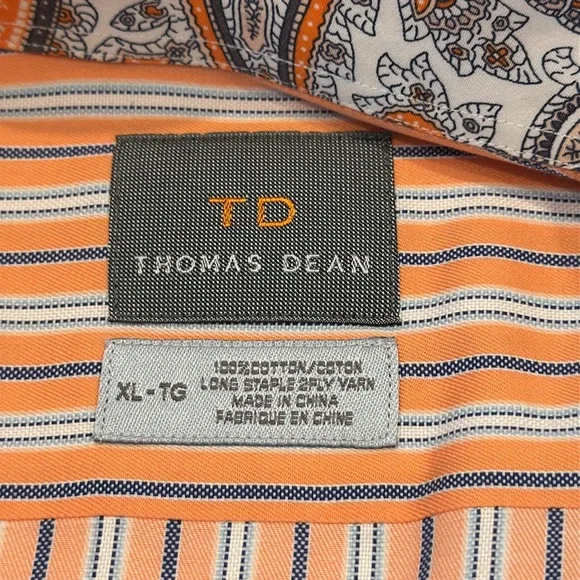 TD
THOMAS DEAN
XL-TG
100%COTTON/COTON
LONG STAPLE 2PLY YARN
MADE IN CHINA
FABRIQUE EN CHINE